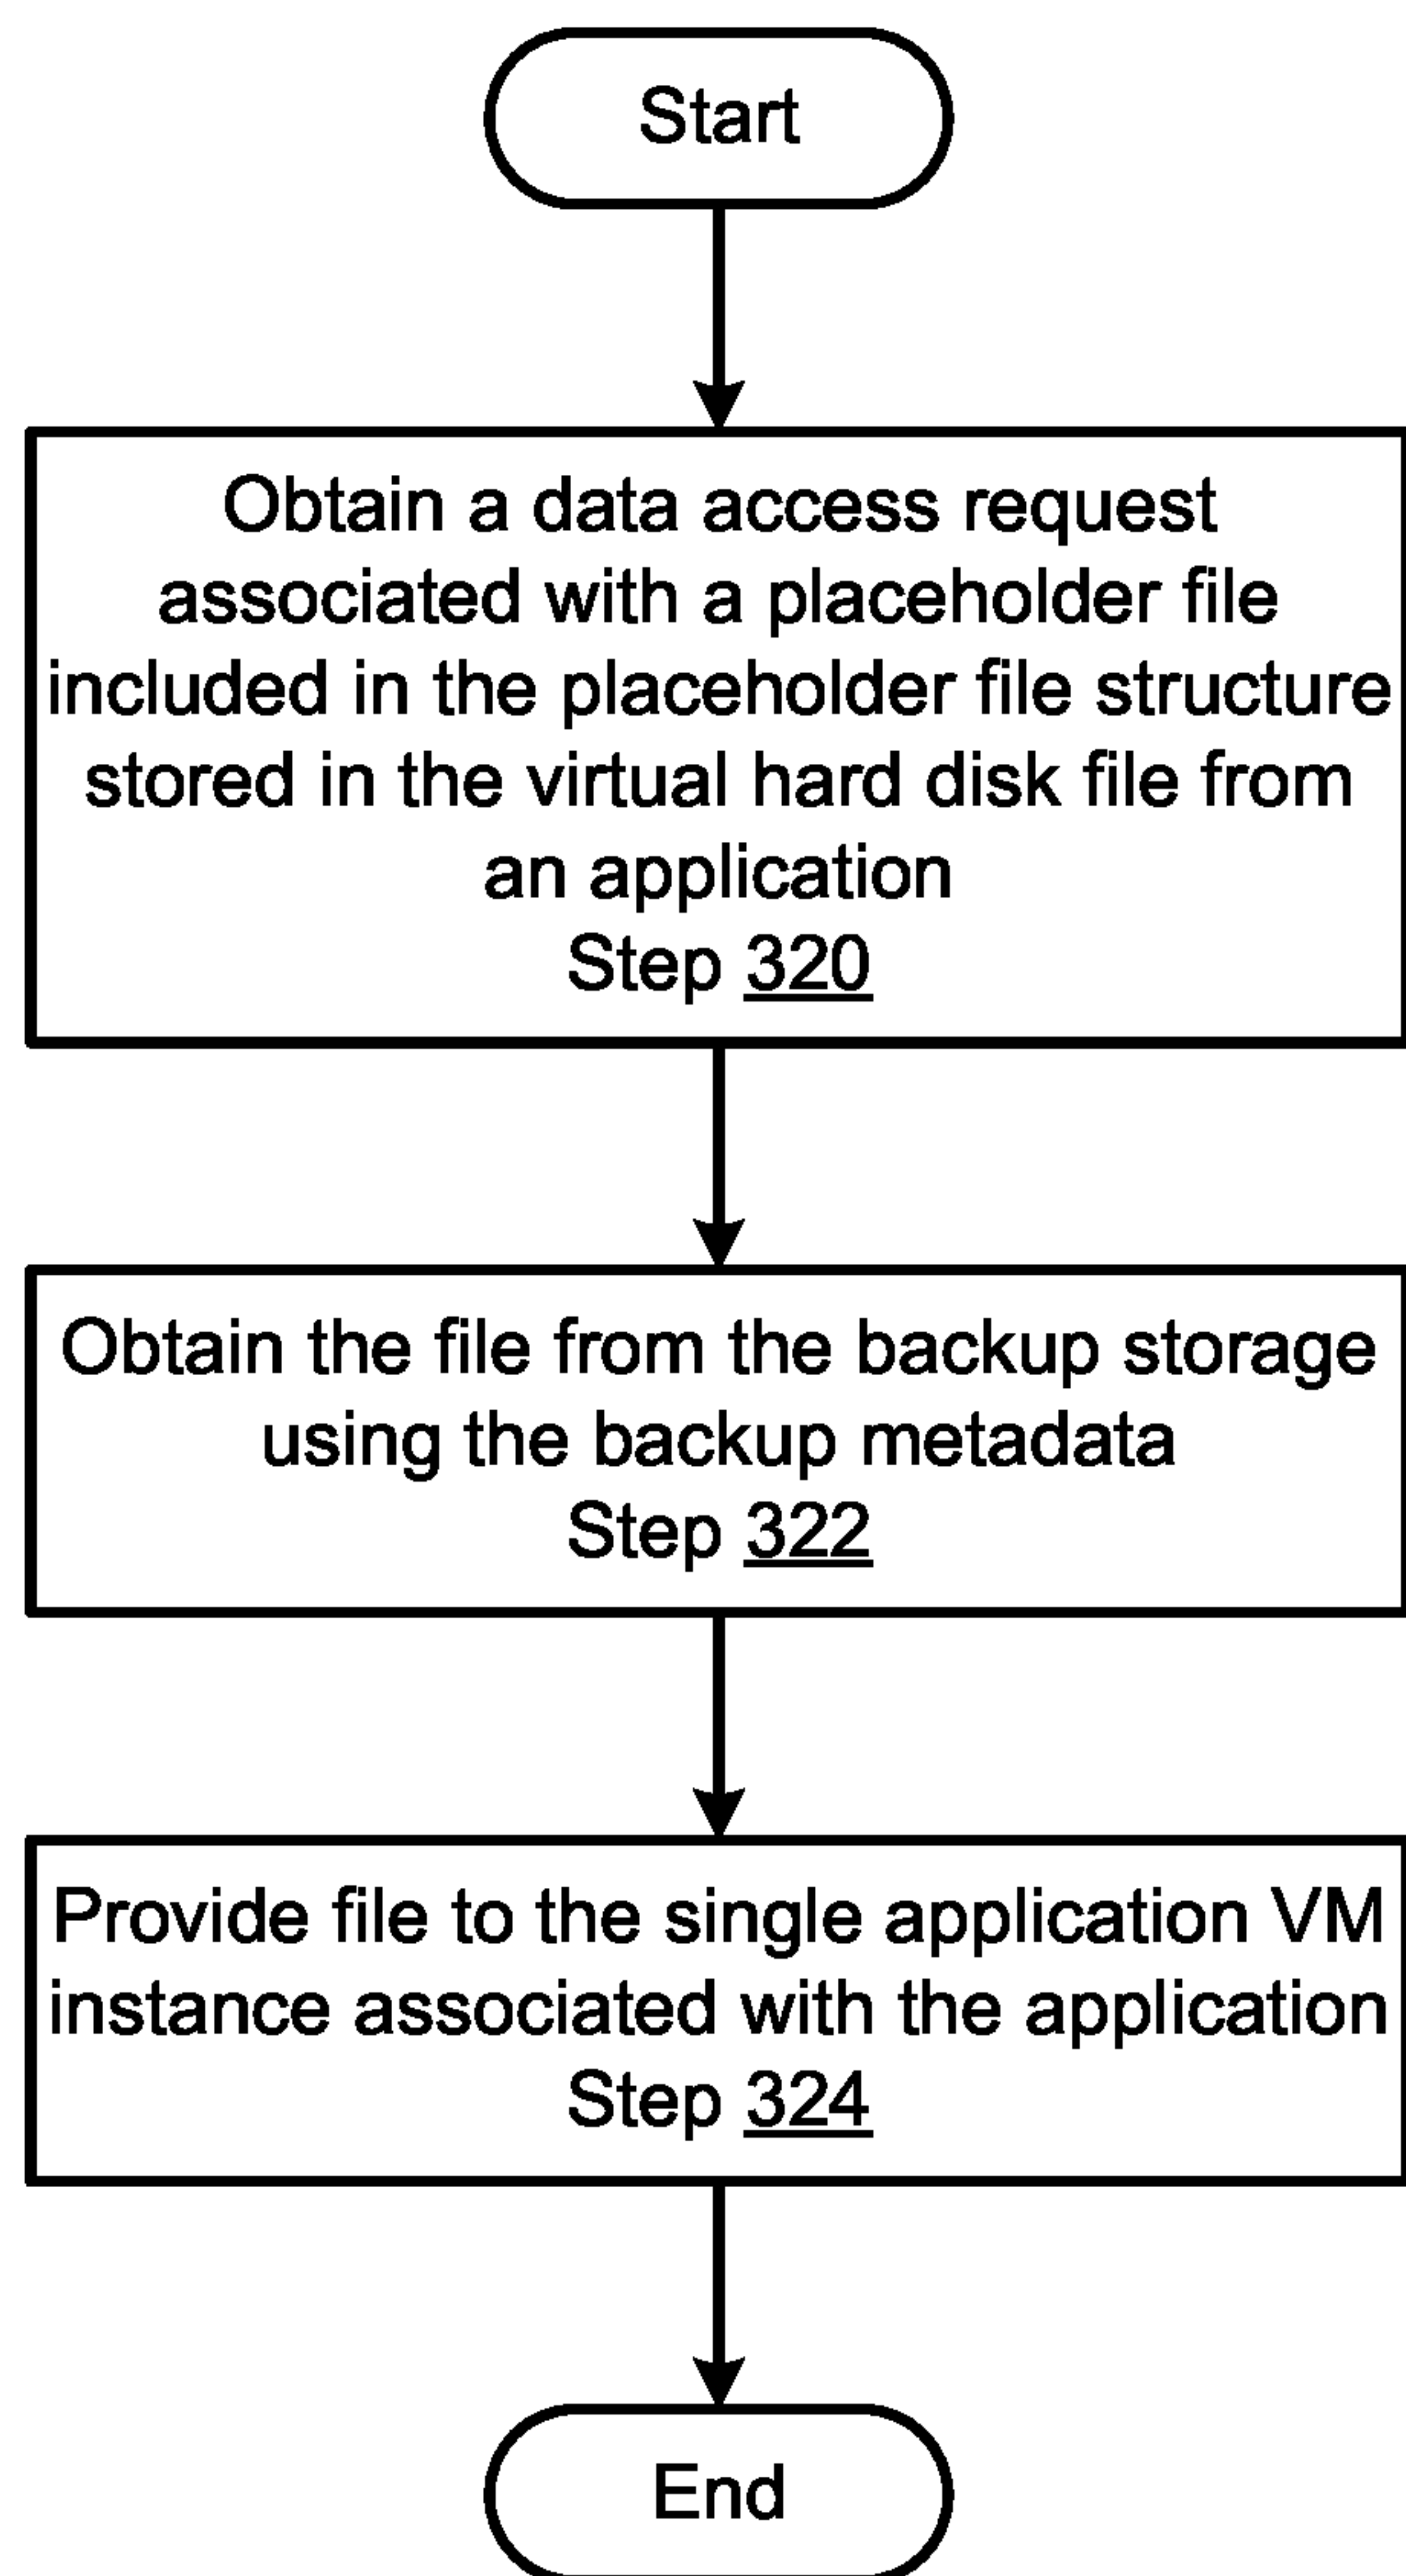 Start
Obtain a data access request
associated with a placeholder file
included in the placeholder file structure
stored in the virtual hard disk file from
an application
Step 320
Obtain the file from the backup storage
using the backup metadata
Step 322
Provide file to the single application VM
instance associated with the application
Step 324
End